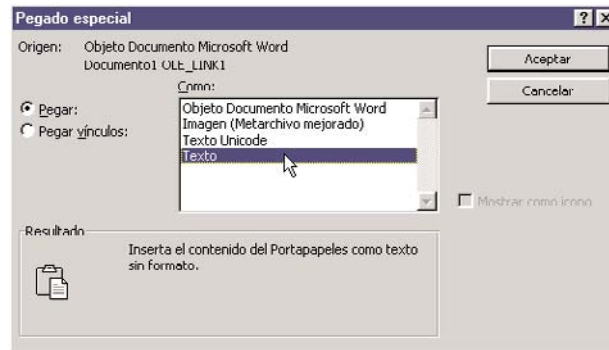 Pegado especial
Origen: Objeto Documento Microsoft Word
Documento1 OLE_LINK1
Aceptar
Cancelar
Como:
Pegar:
Pegar vínculos:
Objeto Documento Microsoft Word
Imagen (Metarchivo mejorado)
Texto Unicode
Texto
Mostrar como icono
Resultado
Inserta el contenido del Portapapeles como texto
sin formato.